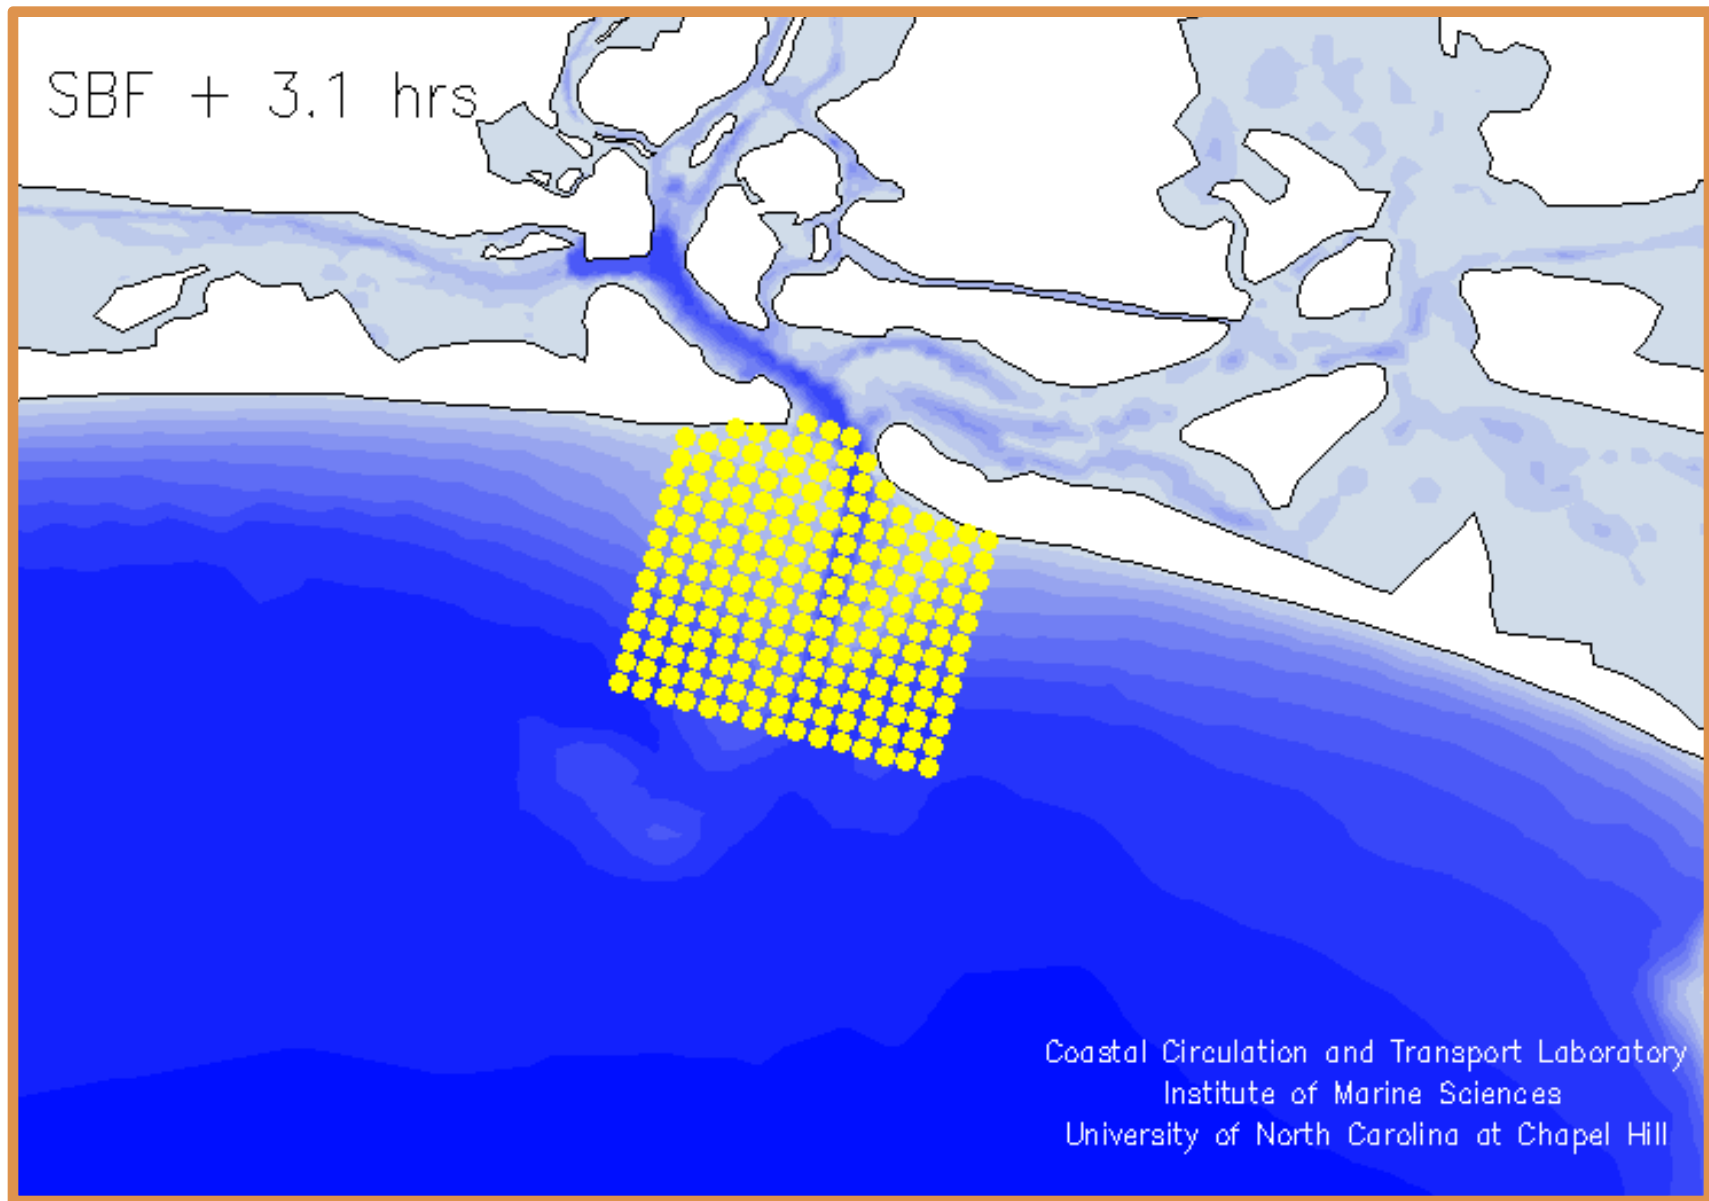 SBF + 3.1 hrs
Coastal Circulation and Transport Laboratory
Institute of Marine Sciences
University of North Carolina at Chapel Hill